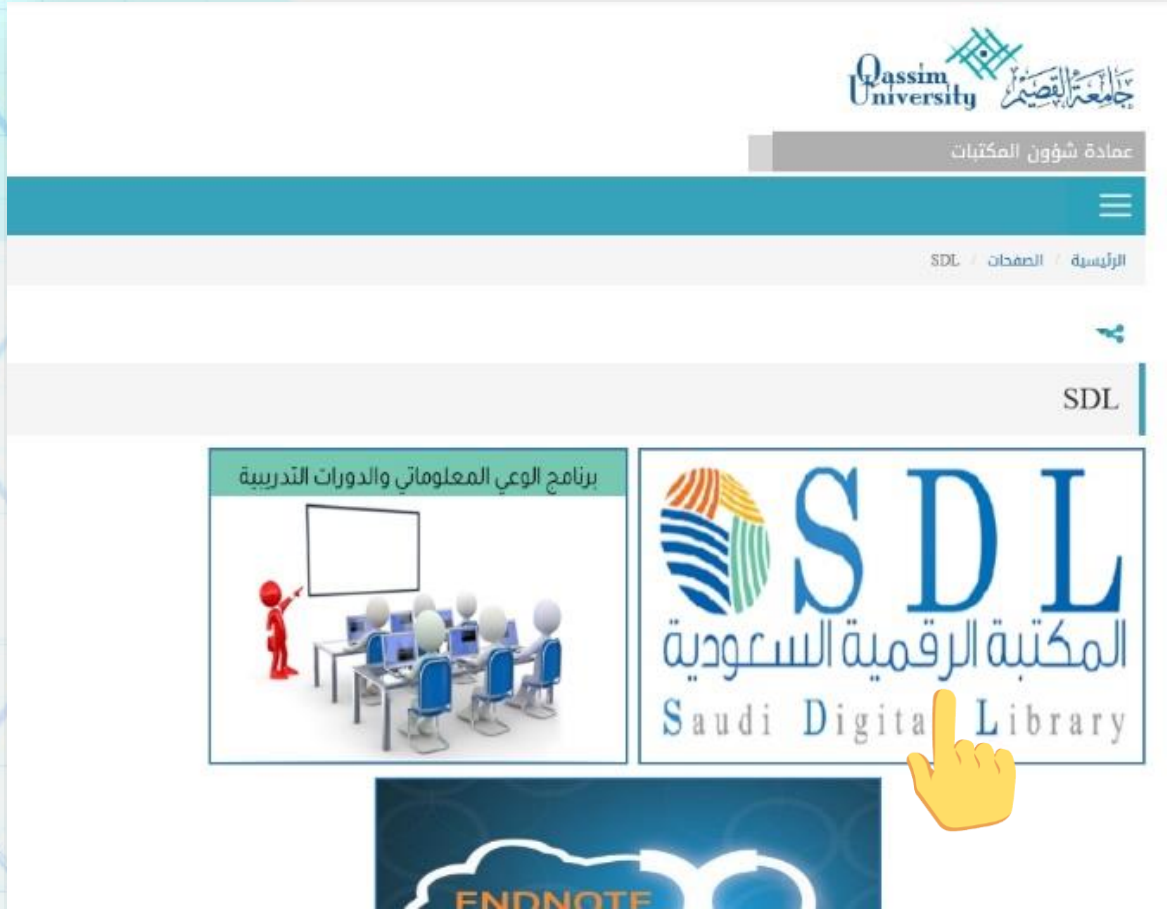 Qassim
University
جامعة القصيم
عمادة شؤون المكتبات
الرئيسية / الصفحات / SDL
SDL
SDL
المكتبة الرقمية السعودية
Saudi Digital Library
برنامج الوعي المعلوماتي والدورات التدريبية
ENDNOTE